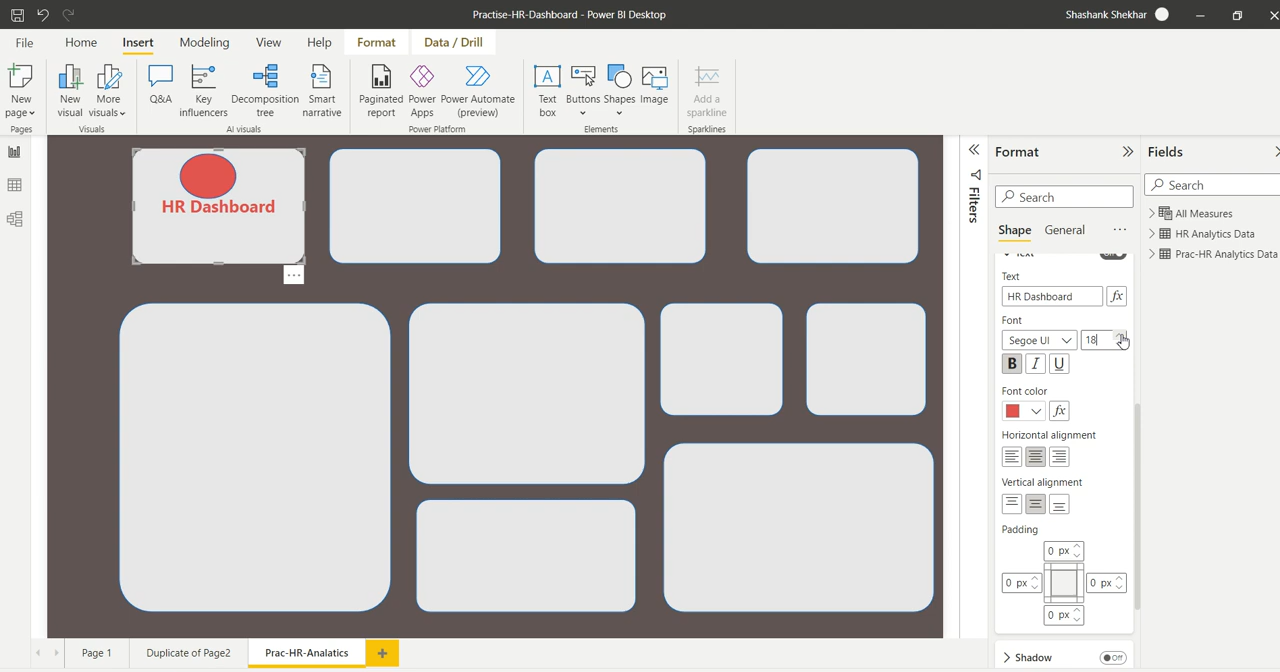 Practise-HR-Dashboard - Power BI Desktop
Shashank Shekhar
File Home Insert Modeling View Help Format Data / Drill
New page
New visual
More visuals
Q&A
Key influencers
Decomposition tree
Smart narrative
Paginated report
Power Apps
Power Automate (preview)
Text box
Buttons
Shapes
Image
Add a sparkline
Pages
Visuals
AI visuals
Power Platform
Elements
Sparklines
HR Dashboard
Filters
Format
Search
Shape General
Text
Text
HR Dashboard
fx
Font
Segoe UI
18
B I U
Font color
fx
Horizontal alignment
Vertical alignment
Padding
0 px
0 px
0 px
0 px
Shadow
Off
Fields
Search
All Measures
HR Analytics Data
Prac-HR Analytics Data
Page 1
Duplicate of Page2
Prac-HR-Analatics